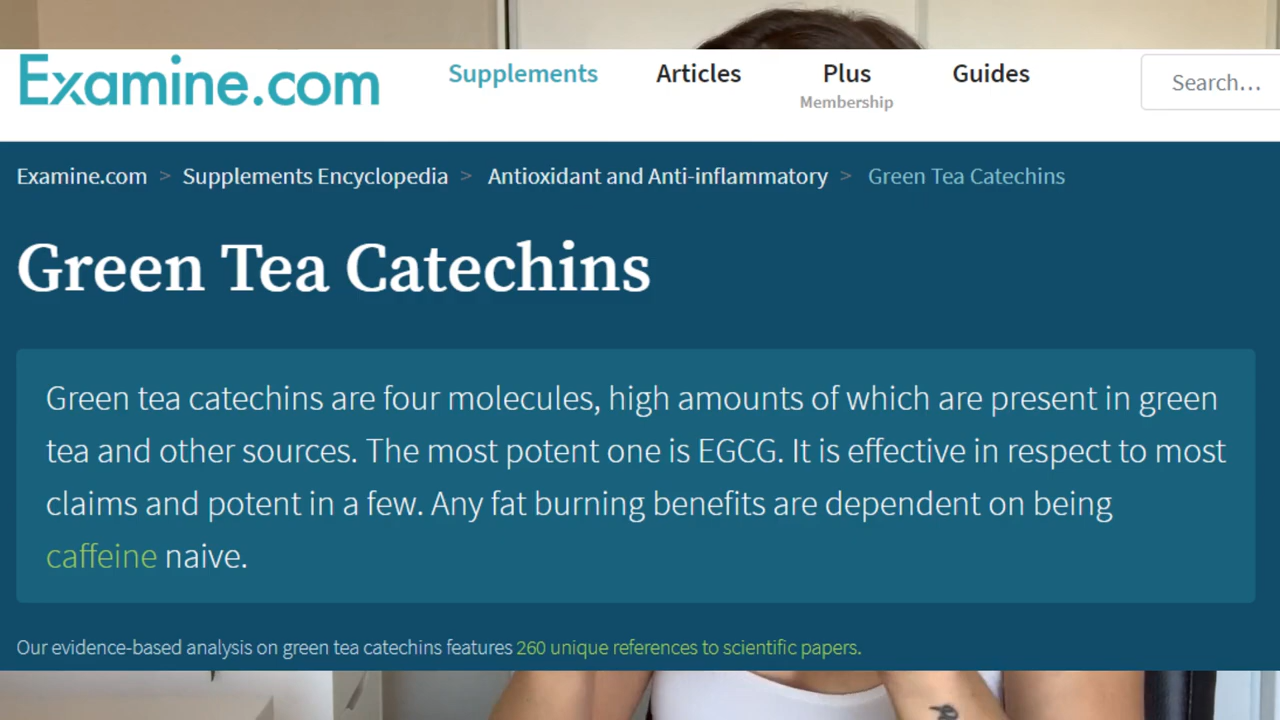 Examine.com
Supplements Articles Plus Guides Search...
Membership
Examine.com > Supplements Encyclopedia > Antioxidant and Anti-inflammatory > Green Tea Catechins
Green Tea Catechins
Green tea catechins are four molecules, high amounts of which are present in green
tea and other sources. The most potent one is EGCG. It is effective in respect to most
claims and potent in a few. Any fat burning benefits are dependent on being
caffeine naive.
Our evidence-based analysis on green tea catechins features 260 unique references to scientific papers.